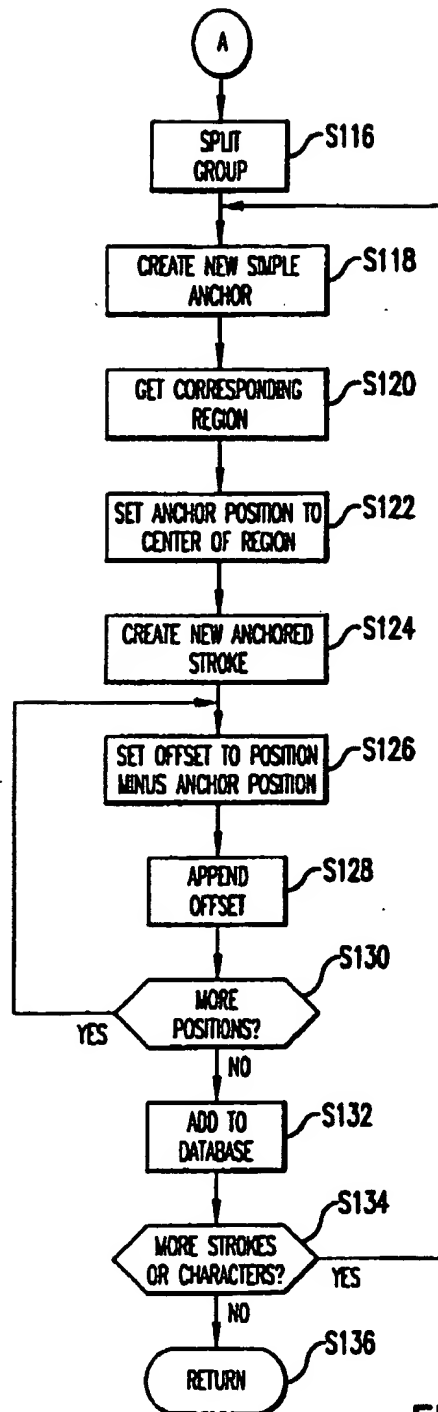 A
SPLIT
GROUP
S116
CREATE NEW SIMPLE
ANCHOR
S118
GET CORRESPONDING
REGION
S120
SET ANCHOR POSITION TO
CENTER OF REGION
S122
CREATE NEW ANCHORED
STROKE
S124
SET OFFSET TO POSITION
MINUS ANCHOR POSITION
S126
APPEND
OFFSET
S128
MORE
POSITIONS?
S130
YES
NO
ADD TO
DATABASE
S132
MORE STROKES
OR CHARACTERS?
S134
YES
NO
RETURN
S136